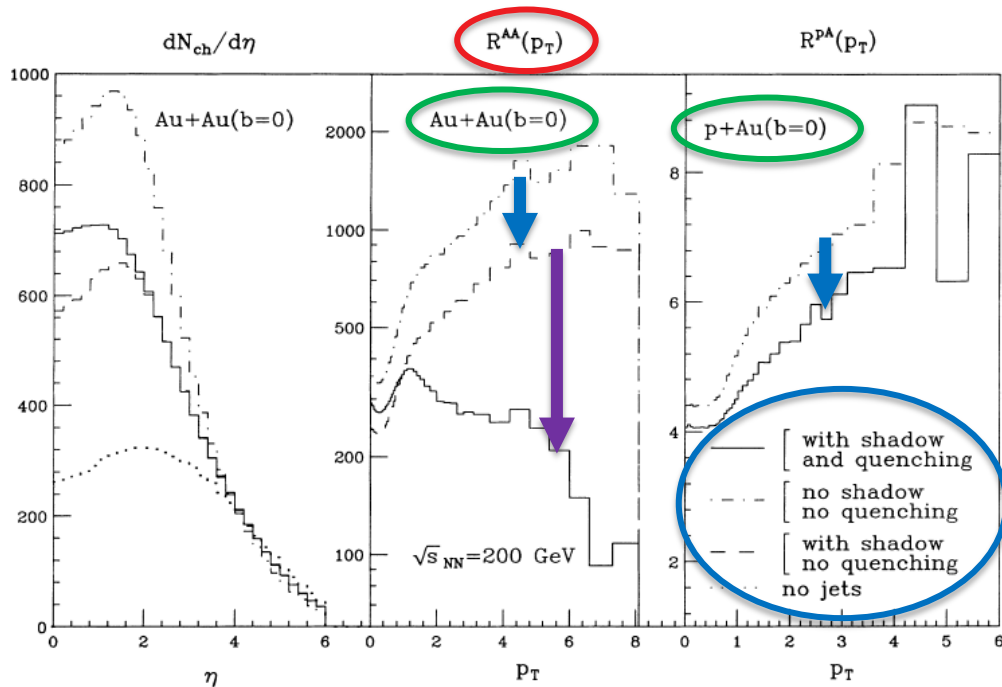 dN_ch/dη
R^AA(p_T)
R^pA(p_T)
1000
800
600
400
200
0
Au+Au(b=0)
0
2
4
6
η
2000
1000
500
200
100
Au+Au(b=0)
√s_NN=200 GeV
0
2
4
6
8
p_T
8
6
4
2
p+Au(b=0)
with shadow
and quenching
no shadow
no quenching
with shadow
no quenching
no jets
0
1
2
3
4
5
6
p_T